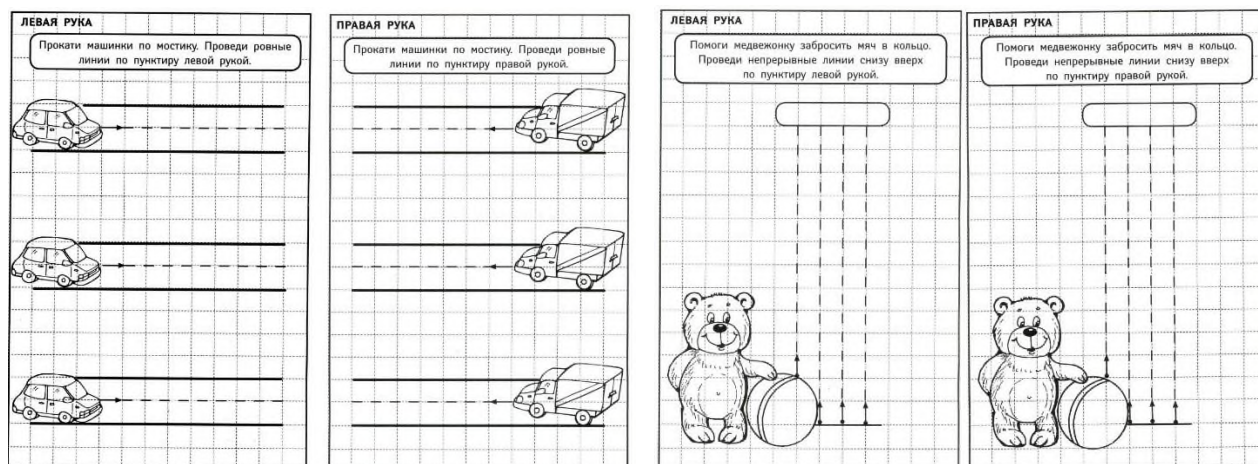 ЛЕВАЯ РУКА
Прокати машинки по мостику. Проведи ровные
линии по пунктиру левой рукой.
ПРАВАЯ РУКА
Прокати машинки по мостику. Проведи ровные
линии по пунктиру правой рукой.
ЛЕВАЯ РУКА
Помоги медвежонку забросить мяч в кольцо.
Проведи непрерывные линии снизу вверх
по пунктиру левой рукой.
ПРАВАЯ РУКА
Помоги медвежонку забросить мяч в кольцо.
Проведи непрерывные линии снизу вверх
по пунктиру правой рукой.